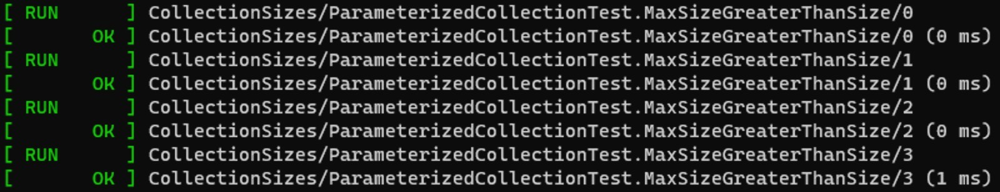 [ RUN      ] CollectionSizes/ParameterizedCollectionTest.MaxSizeGreaterThanSize/0
[       OK ] CollectionSizes/ParameterizedCollectionTest.MaxSizeGreaterThanSize/0 (0 ms)
[ RUN      ] CollectionSizes/ParameterizedCollectionTest.MaxSizeGreaterThanSize/1
[       OK ] CollectionSizes/ParameterizedCollectionTest.MaxSizeGreaterThanSize/1 (0 ms)
[ RUN      ] CollectionSizes/ParameterizedCollectionTest.MaxSizeGreaterThanSize/2
[       OK ] CollectionSizes/ParameterizedCollectionTest.MaxSizeGreaterThanSize/2 (0 ms)
[ RUN      ] CollectionSizes/ParameterizedCollectionTest.MaxSizeGreaterThanSize/3
[       OK ] CollectionSizes/ParameterizedCollectionTest.MaxSizeGreaterThanSize/3 (1 ms)